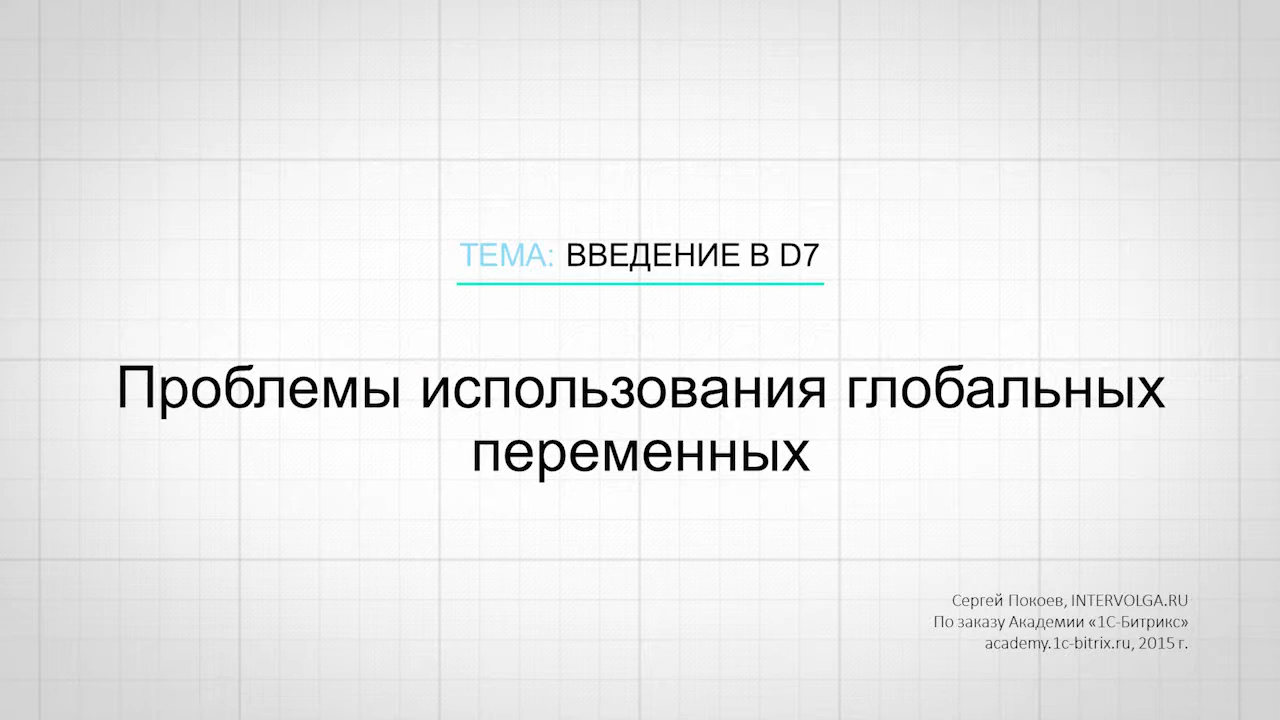 ТЕМА: ВВЕДЕНИЕ В D7
Проблемы использования глобальных
переменных
Сергей Покоев, INTERVOLGA.RU
По заказу Академии «1С-Битрикс»
academy.1c-bitrix.ru, 2015 г.